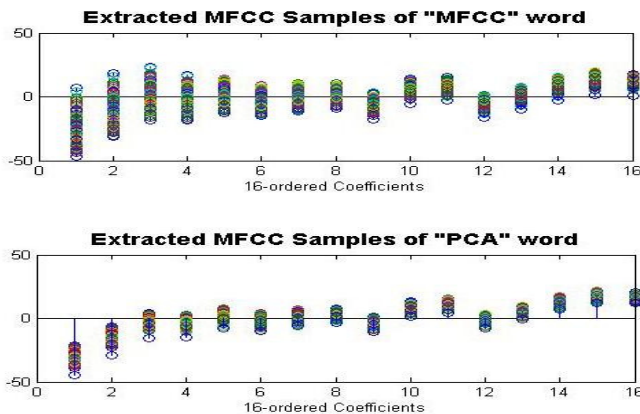 Extracted MFCC Samples of "MFCC" word
50
0
-50
0 2 4 6 8 10 12 14 16
16-ordered Coefficients
Extracted MFCC Samples of "PCA" word
50
0
-50
0 2 4 6 8 10 12 14 16
16-ordered Coefficients